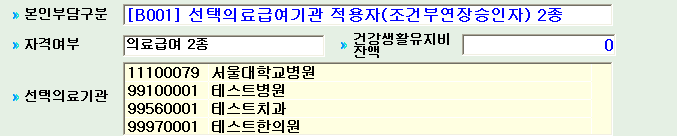 본인부담구분 [B001] 선택의료급여기관 적용자(조건부연장승인자) 2종
자격여부 의료급여 2종 건강생활유지비 잔액 0
선택의료기관
11100079 서울대학교병원
99100001 테스트병원
99560001 테스트치과
99970001 테스트한의원